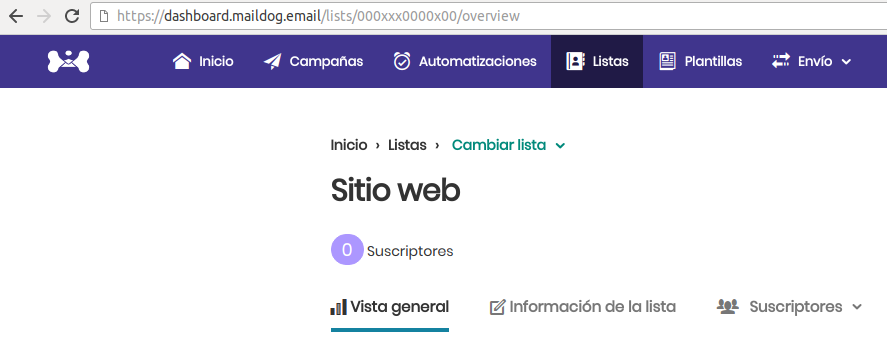 https://dashboard.maildog.email/lists/000xxx0000x00/overview
Inicio Campañas Automatizaciones Listas Plantillas Envío
Inicio › Listas › Cambiar lista
Sitio web
0 Suscriptores
Vista general Información de la lista Suscriptores